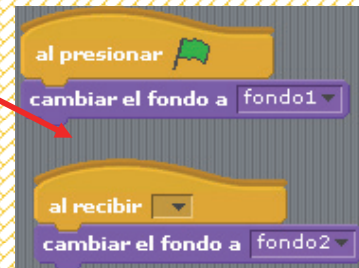 al presionar
cambiar el fondo a fondo1
al recibir
cambiar el fondo a fondo2